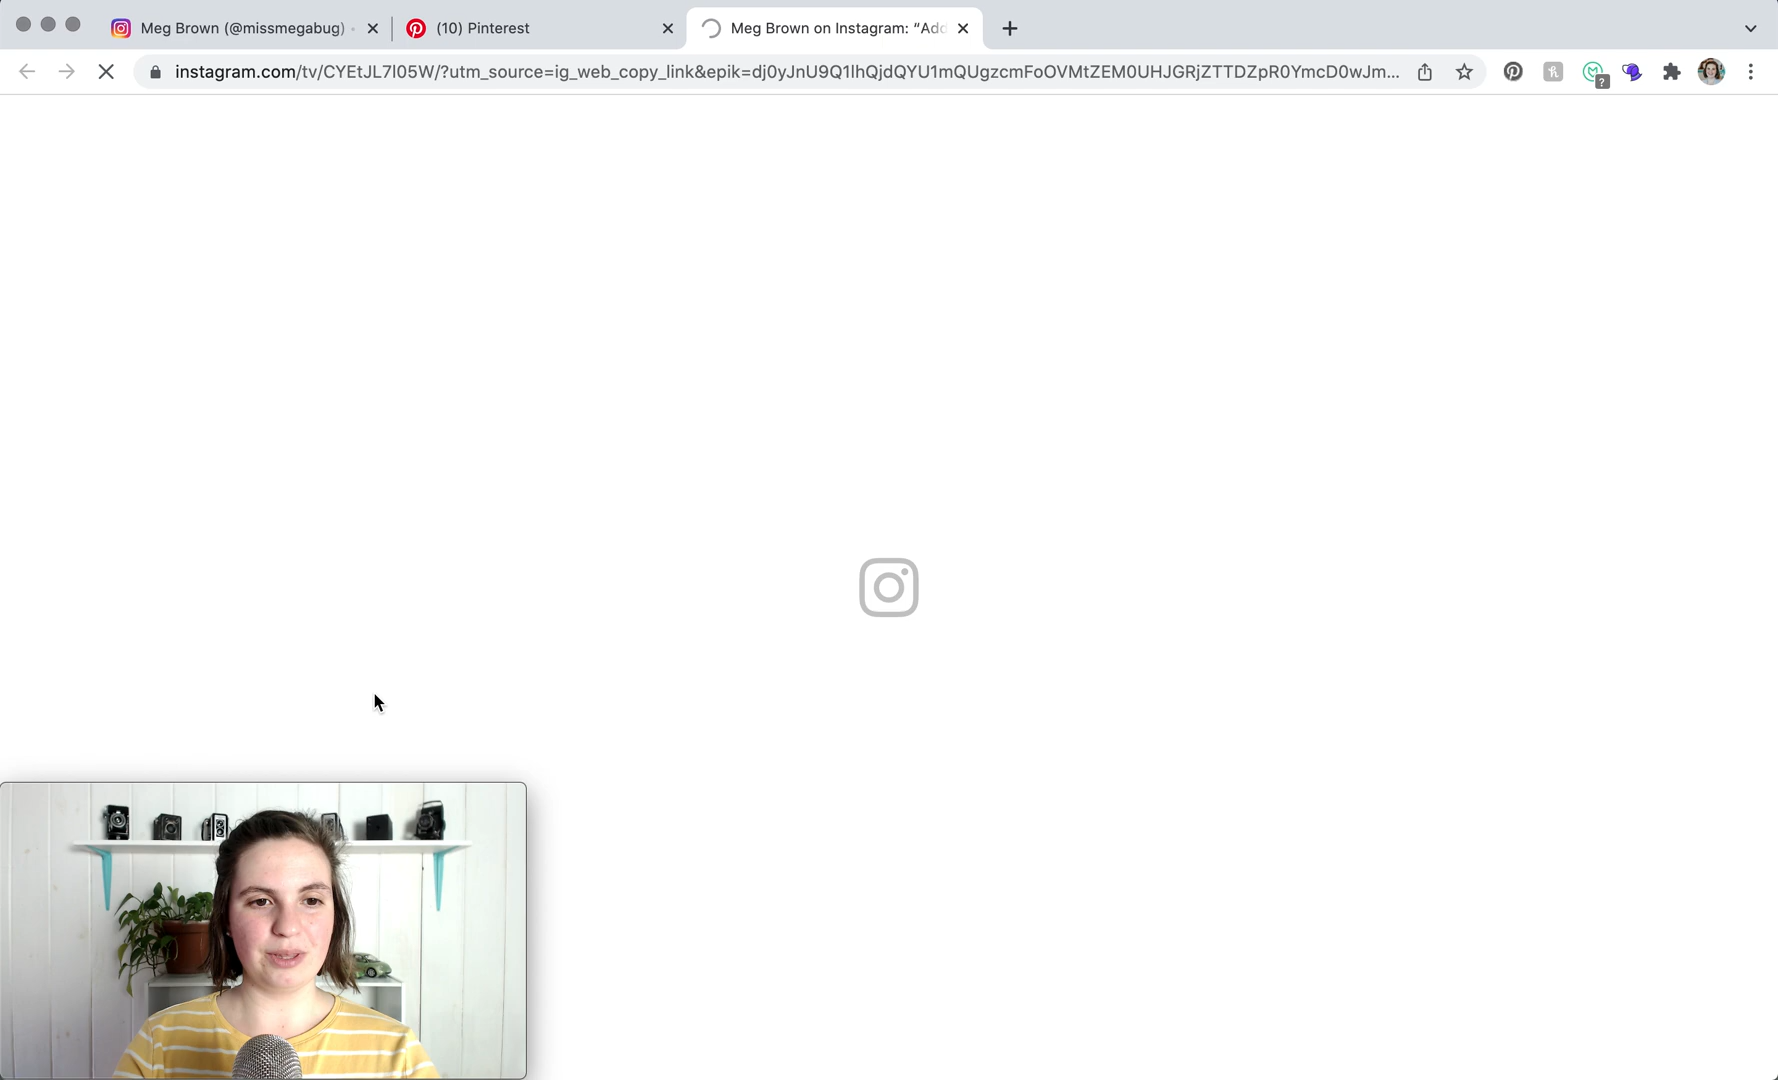 Meg Brown (@missmegabug) •
(10) Pinterest
Meg Brown on Instagram: “Add
instagram.com/tv/CYEtJL7l05W/?utm_source=ig_web_copy_link&epik=dj0yJnU9Q1lhQjdQYU1mQUgzcmFoOVMtZEM0UHJGRjZTTDZpR0YmcD0wJm...
?